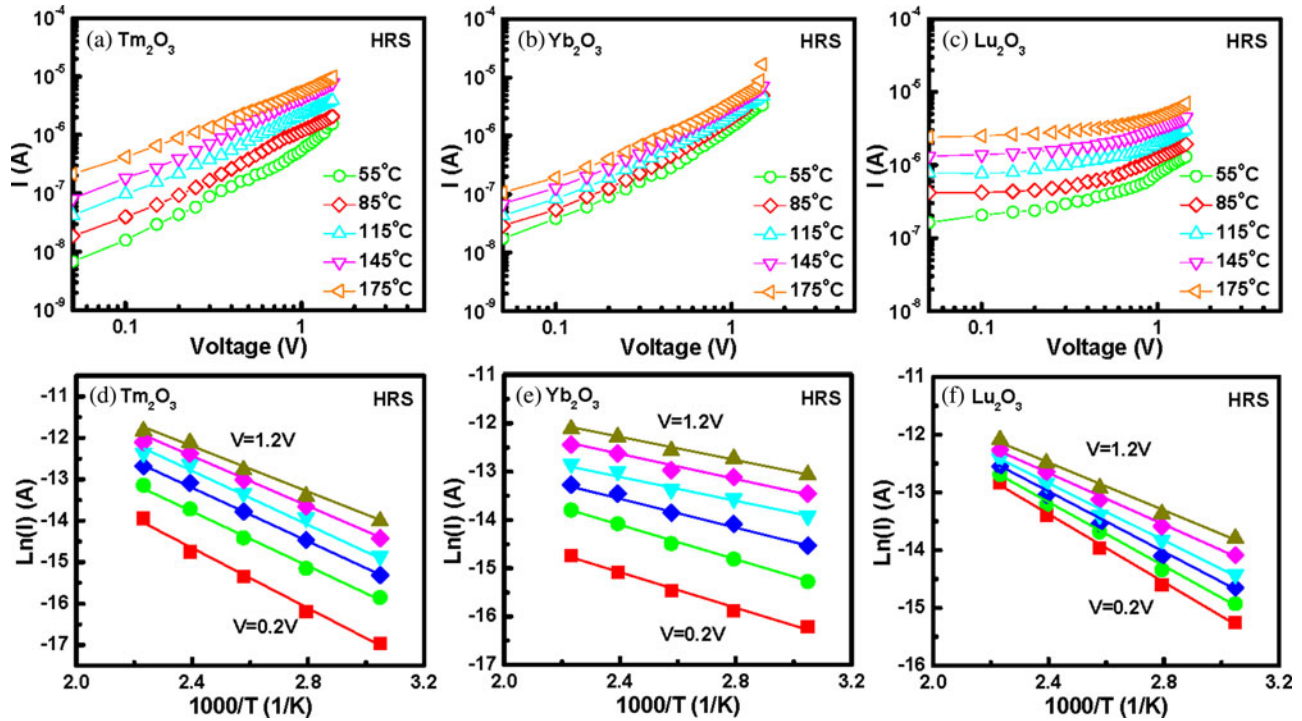 (a) Tm₂O₃ HRS
10⁻⁴
10⁻⁵
10⁻⁶
10⁻⁷
10⁻⁸
10⁻⁹
I (A)
55°C
85°C
115°C
145°C
175°C
0.1 1
Voltage (V)
(b) Yb₂O₃ HRS
10⁻⁴
10⁻⁵
10⁻⁶
10⁻⁷
10⁻⁸
10⁻⁹
I (A)
55°C
85°C
115°C
145°C
175°C
0.1 1
Voltage (V)
(c) Lu₂O₃ HRS
10⁻⁴
10⁻⁵
10⁻⁶
10⁻⁷
10⁻⁸
I (A)
55°C
85°C
115°C
145°C
175°C
0.1 1
Voltage (V)
(d) Tm₂O₃ HRS
-11
-12
-13
-14
-15
-16
-17
Ln(I) (A)
V=1.2V
V=0.2V
2.0 2.4 2.8 3.2
1000/T (1/K)
(e) Yb₂O₃ HRS
-11
-12
-13
-14
-15
-16
-17
Ln(I) (A)
V=1.2V
V=0.2V
2.0 2.4 2.8 3.2
1000/T (1/K)
(f) Lu₂O₃ HRS
-11
-12
-13
-14
-15
-16
Ln(I) (A)
V=1.2V
V=0.2V
2.0 2.4 2.8 3.2
1000/T (1/K)